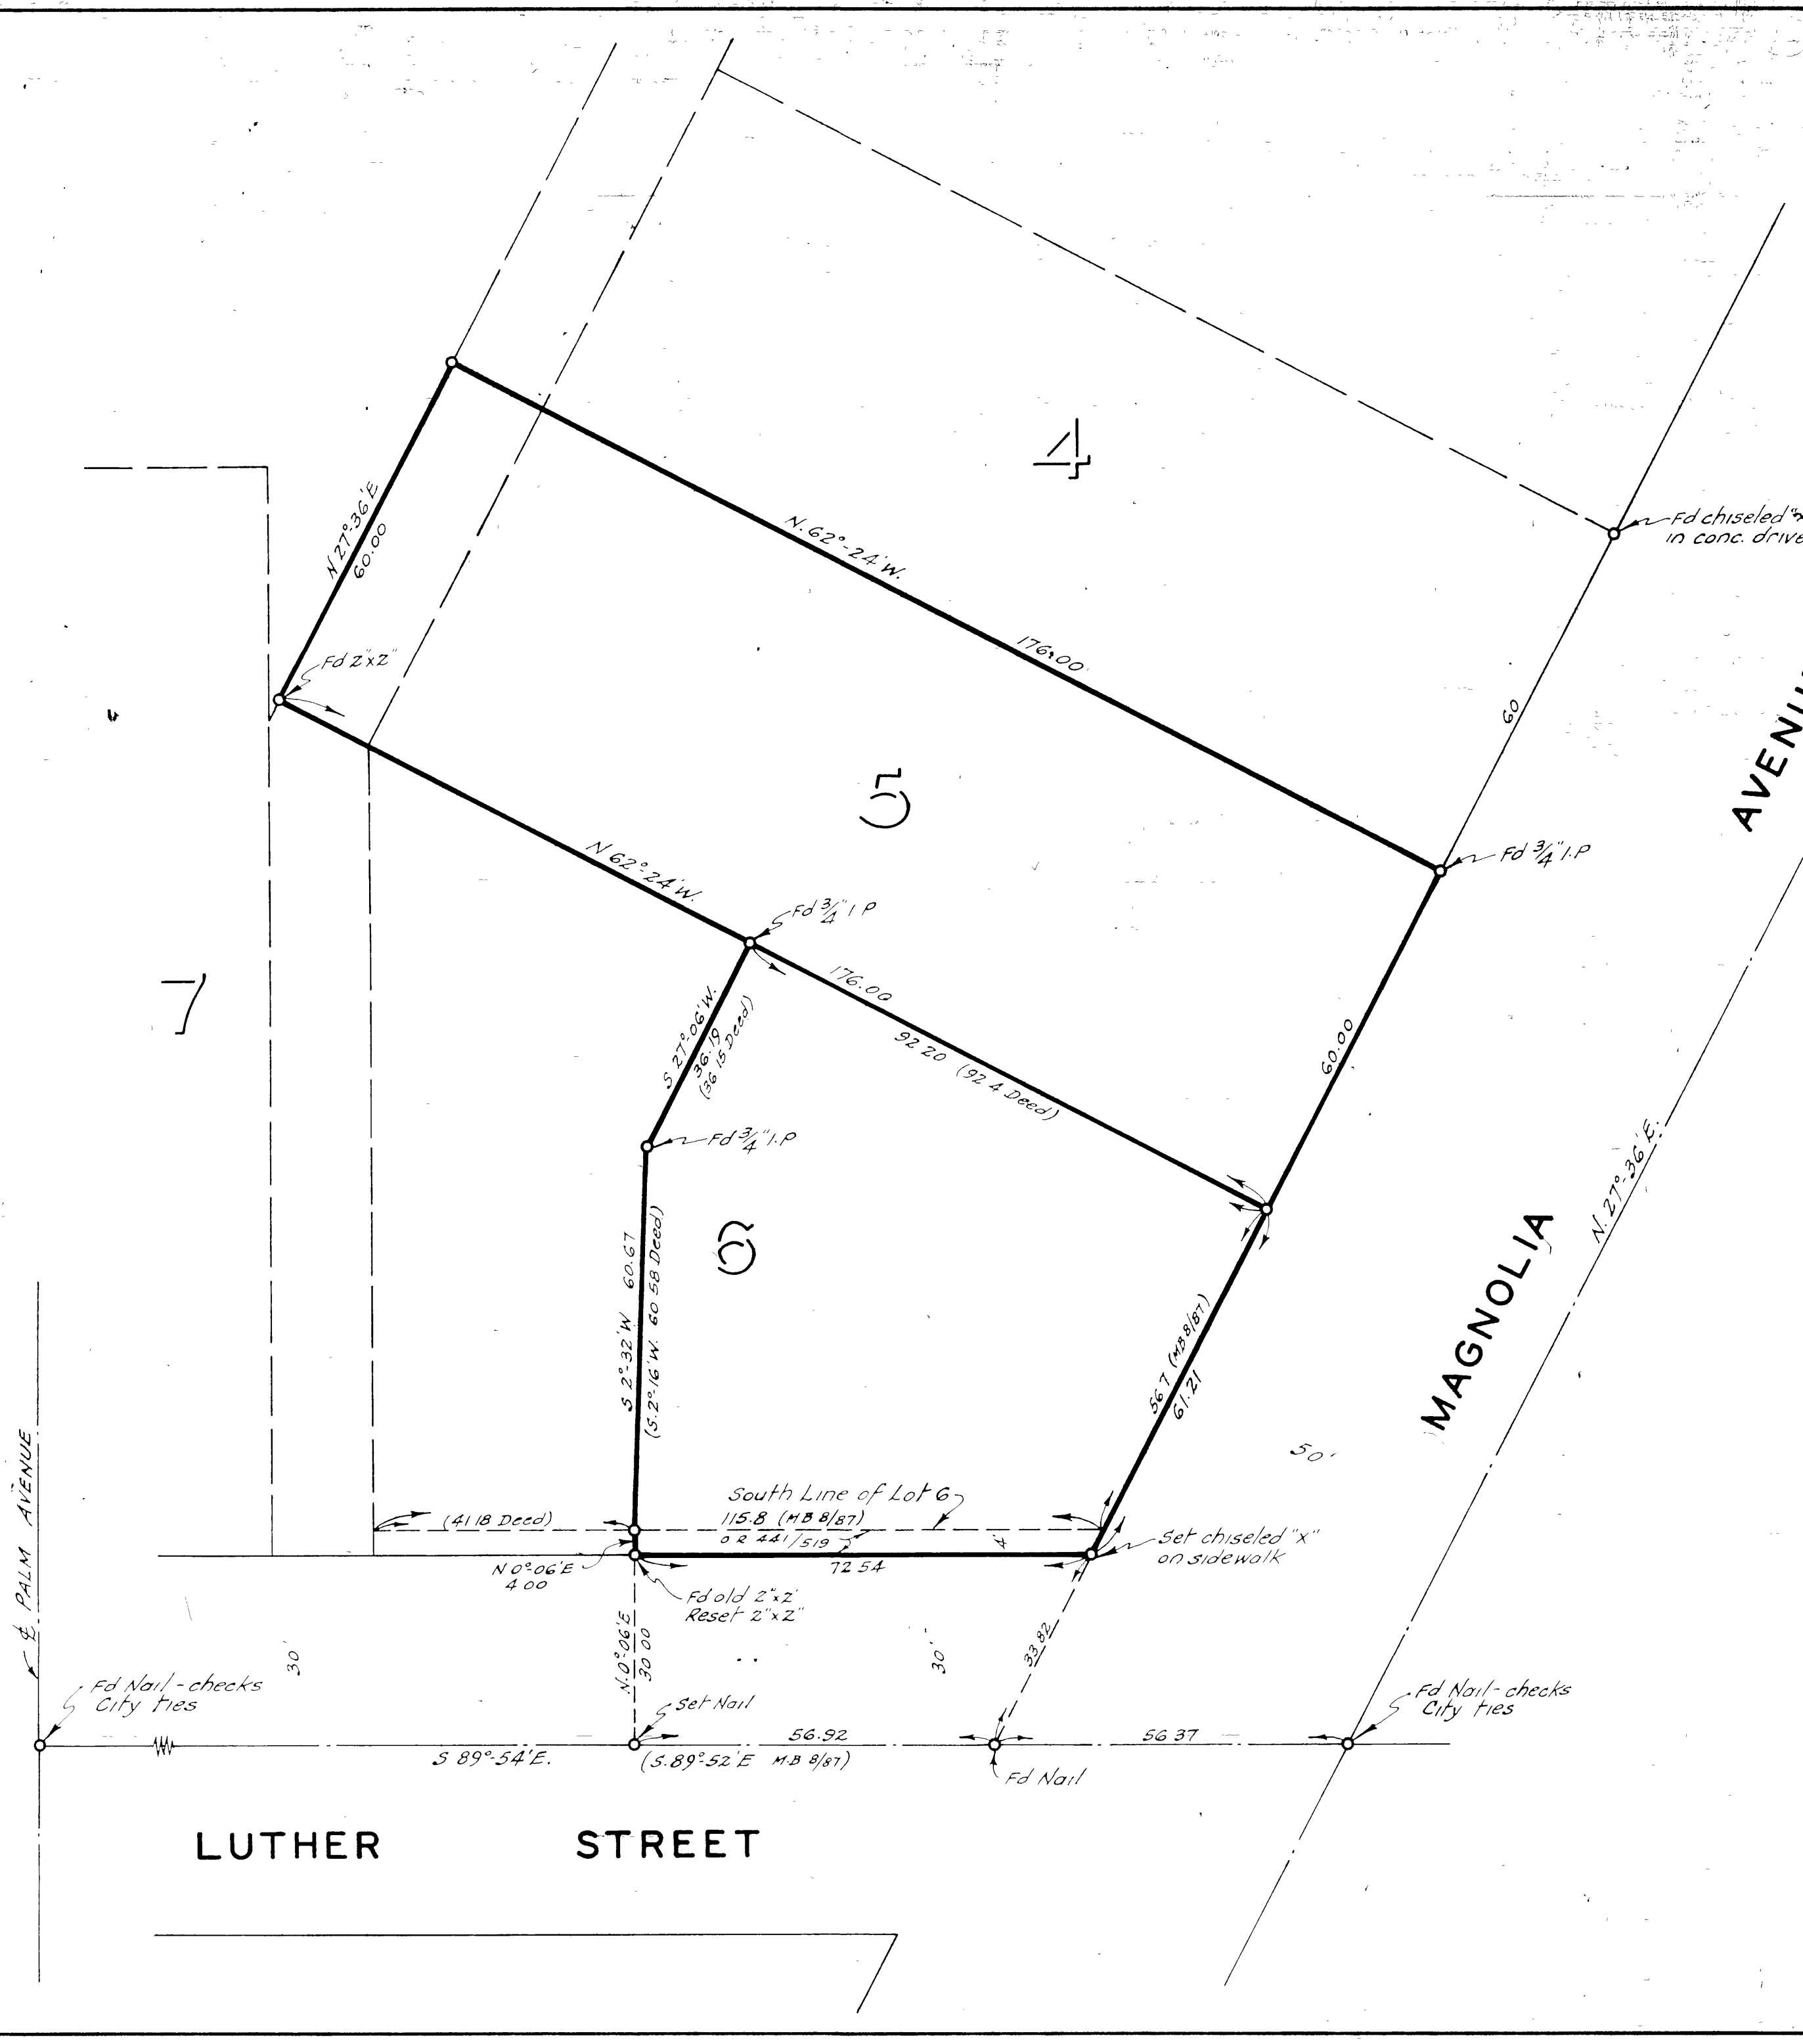 4
Fd chiseled "x
in conc. drive
N 27°-36'E
60.00
N. 62°-24'W.
176.00
60
Fd 2"x2"
AVENU
5
Fd 3/4" I.P
N 62°-24'W.
Fd 3/4" I P
7
176.00
92 20 (92 4 Deed)
S 27°-06'W.
36.19
(36 15 Deed)
60.00
Fd 3/4" I.P
N. 27°-36'E.
6
S 2°-32'W 60.67
(S. 2°-16'W. 60 58 Deed)
56 7 (MB 8/87)
61.21
MAGNOLIA
50'
₵ PALM AVENUE
South Line of Lot 6
(41 18 Deed)
115.8 (MB 8/87)
O R 441/519
4'
Set chiseled "x"
on sidewalk
N 0°-06'E
4 00
72 54
Fd old 2"x2'
Reset 2"x2"
30'
N. 0°-06'E
30 00
30'
33 82
Fd Nail-checks
City ties
Set Nail
Fd Nail-checks
City ties
56.92
56 37
S 89°-54'E.
(S. 89°-52'E M.B 8/87)
Fd Nail
LUTHER STREET